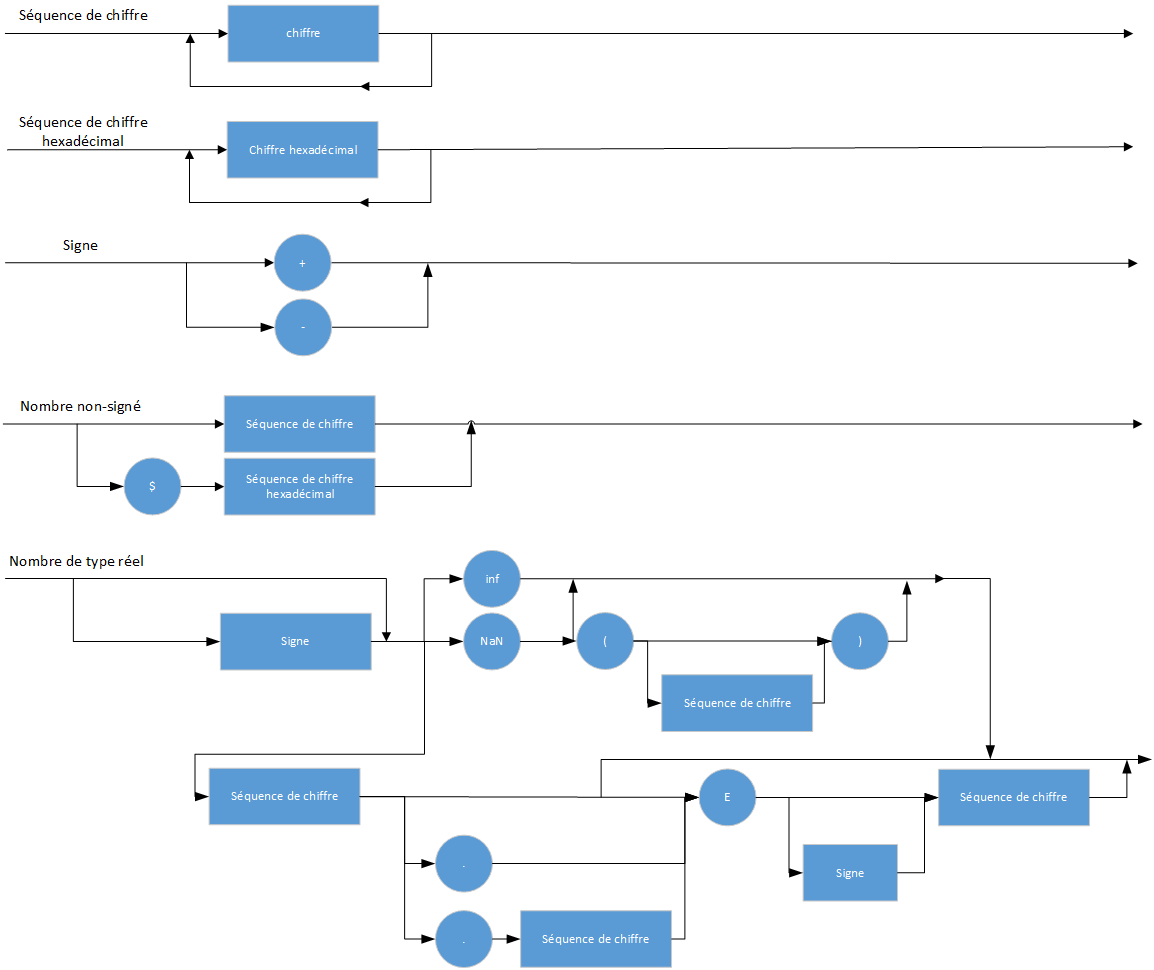 Séquence de chiffre
chiffre
Séquence de chiffre
hexadécimal
Chiffre hexadécimal
Signe
+
-
Nombre non-signé
Séquence de chiffre
$
Séquence de chiffre
hexadécimal
Nombre de type réel
inf
Signe
NaN
(
)
Séquence de chiffre
Séquence de chiffre
E
Séquence de chiffre
.
Signe
.
Séquence de chiffre